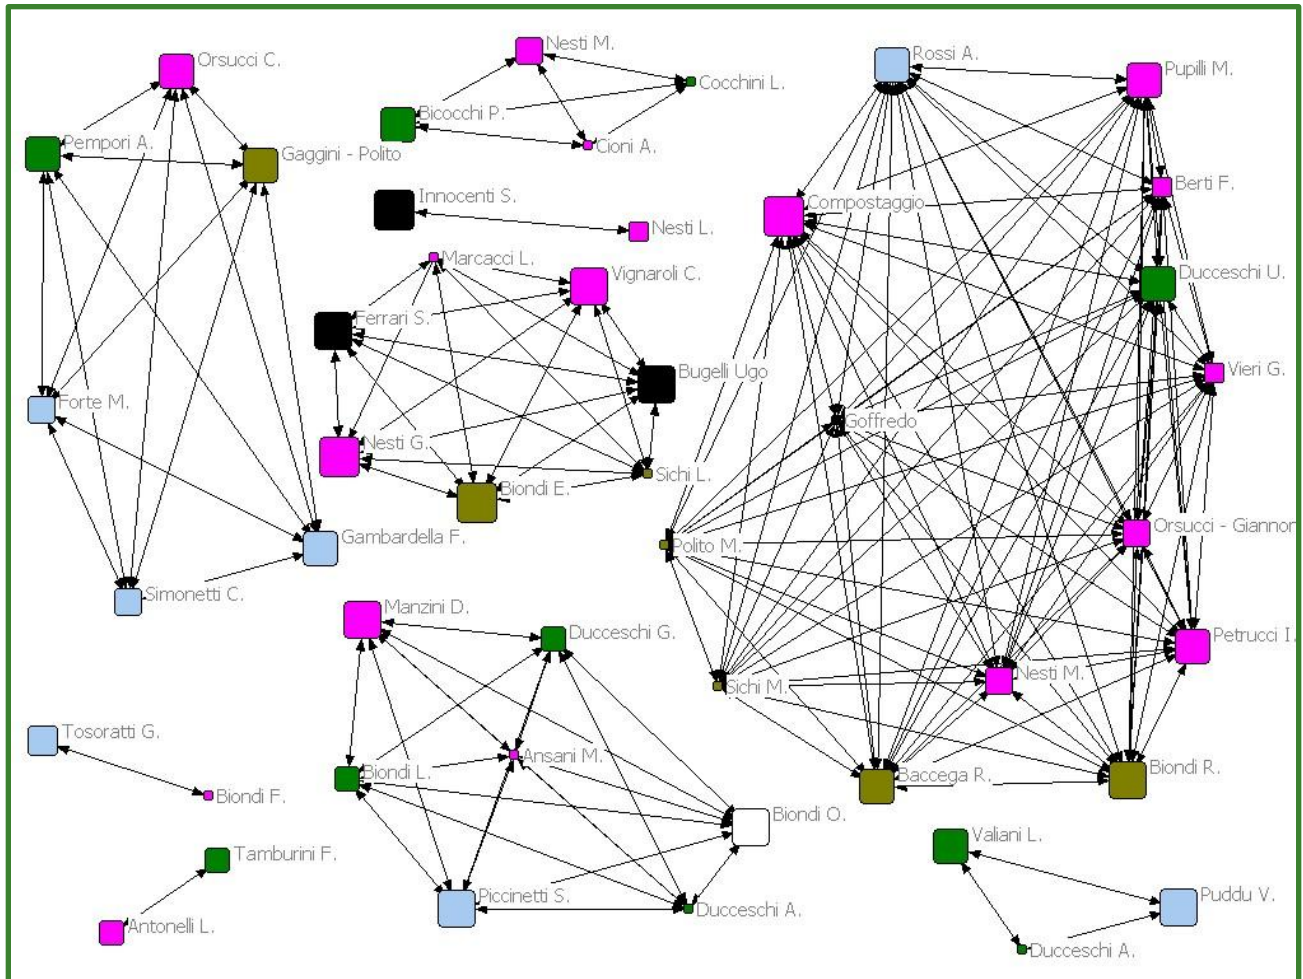 Orsucci C.
Pempori A.
Gaggini - Polito
Forte M.
Gambardella F.
Simonetti C.
Nesti M.
Cocchini L.
Bicocchi P.
Cioni A.
Innocenti S.
Nesti L.
Marcacci L.
Vignaroli C.
Ferrari S.
Bugelli Ugo
Nesti G.
Sichi L.
Biondi E.
Rossi A.
Pupilli M.
Berti F.
Compostaggio
Ducceschi U.
Vieri G.
Goffredo
Orsucci - Giannor
Polito M.
Petrucci I.
Nesti M.
Sichi M.
Baccega R.
Biondi R.
Manzini D.
Ducceschi G.
Ansani M.
Biondi L.
Biondi O.
Piccinetti S.
Ducceschi A.
Tosoratti G.
Biondi F.
Tamburini F.
Antonelli L.
Valiani L.
Puddu V.
Ducceschi A.